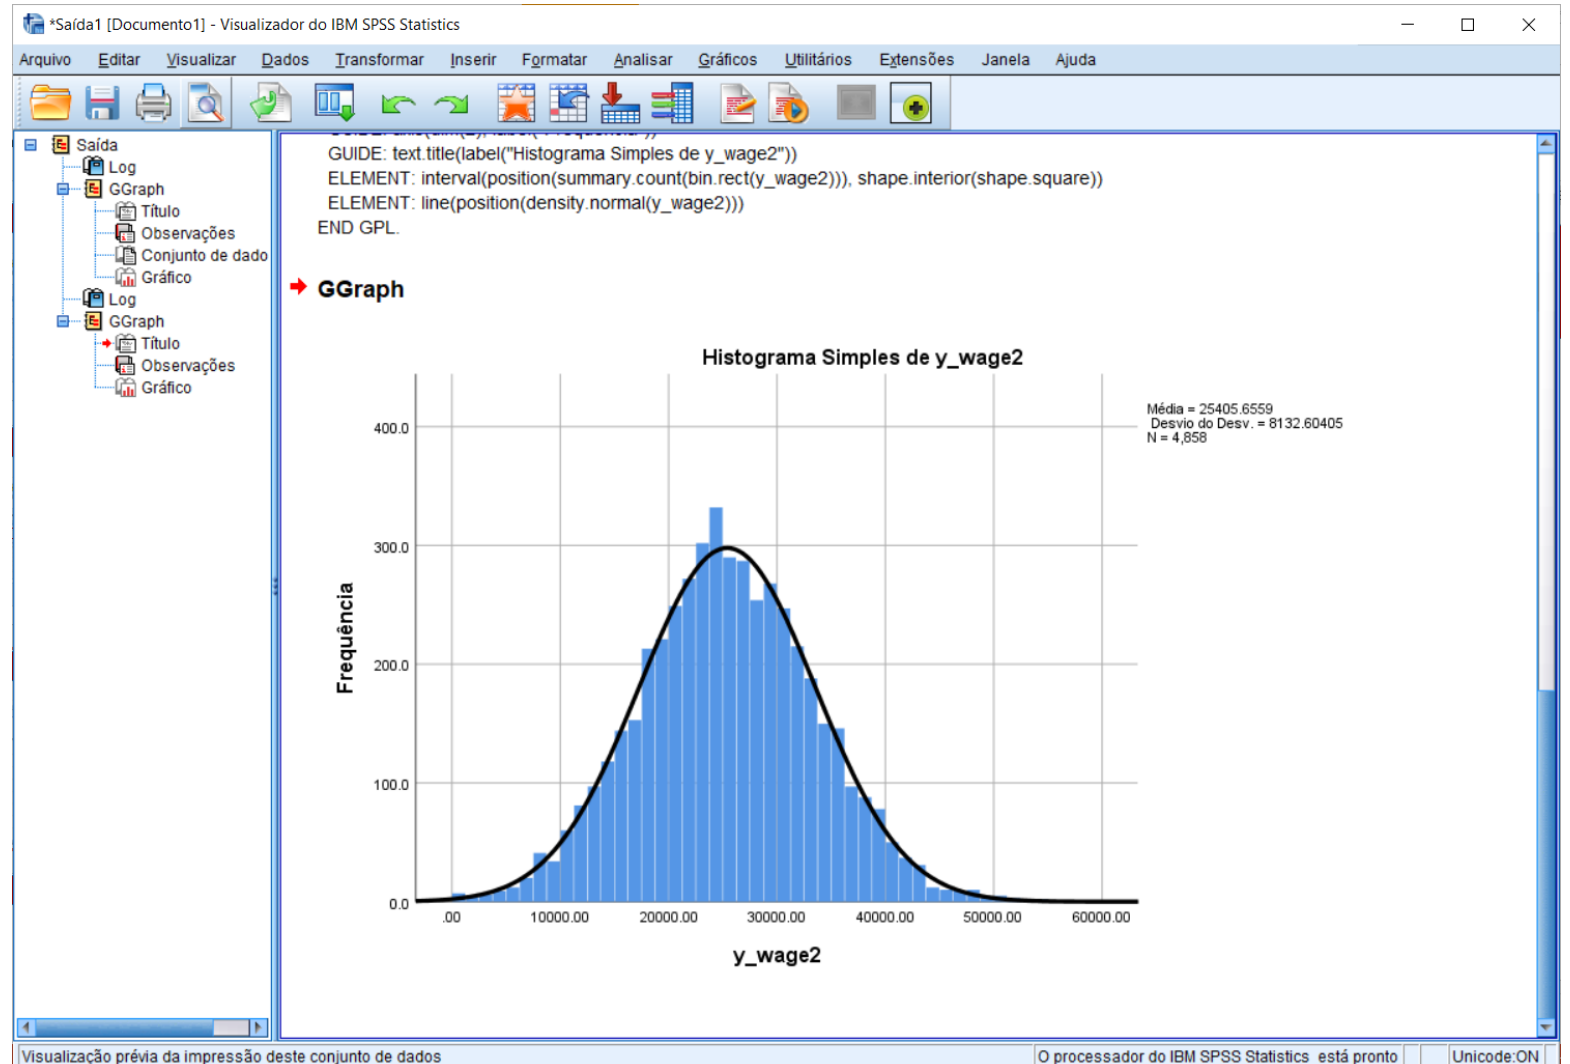 *Saída1 [Documento1] - Visualizador do IBM SPSS Statistics
Arquivo Editar Visualizar Dados Transformar Inserir Formatar Analisar Gráficos Utilitários Extensões Janela Ajuda
Saída
Log
GGraph
Título
Observações
Conjunto de dado
Gráfico
Log
GGraph
Título
Observações
Gráfico
GUIDE: text.title(label("Histograma Simples de y_wage2"))
ELEMENT: interval(position(summary.count(bin.rect(y_wage2))), shape.interior(shape.square))
ELEMENT: line(position(density.normal(y_wage2)))
END GPL.
GGraph
Histograma Simples de y_wage2
Média = 25405.6559
Desvio do Desv. = 8132.60405
N = 4,858
Frequência
400.0
300.0
200.0
100.0
0.0
.00 10000.00 20000.00 30000.00 40000.00 50000.00 60000.00
y_wage2
Visualização prévia da impressão deste conjunto de dados
O processador do IBM SPSS Statistics está pronto
Unicode:ON